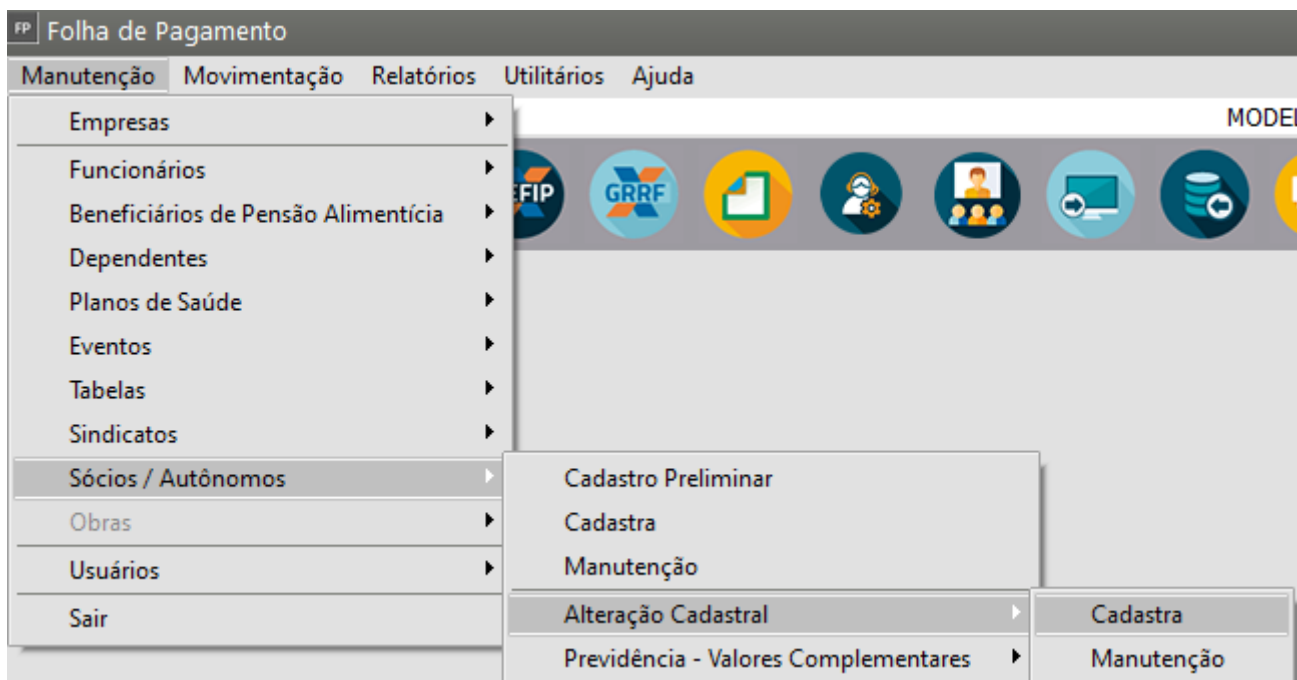 FP Folha de Pagamento
Manutenção Movimentação Relatórios Utilitários Ajuda
Empresas
Funcionários
GRRF
Beneficiários de Pensão Alimentícia
Dependentes
Planos de Saúde
Eventos
Tabelas
Sindicatos
Sócios / Autônomos
Cadastro Preliminar
Obras
Cadastra
Usuários
Manutenção
Sair
Alteração Cadastral
Cadastra
Previdência - Valores Complementares
Manutenção